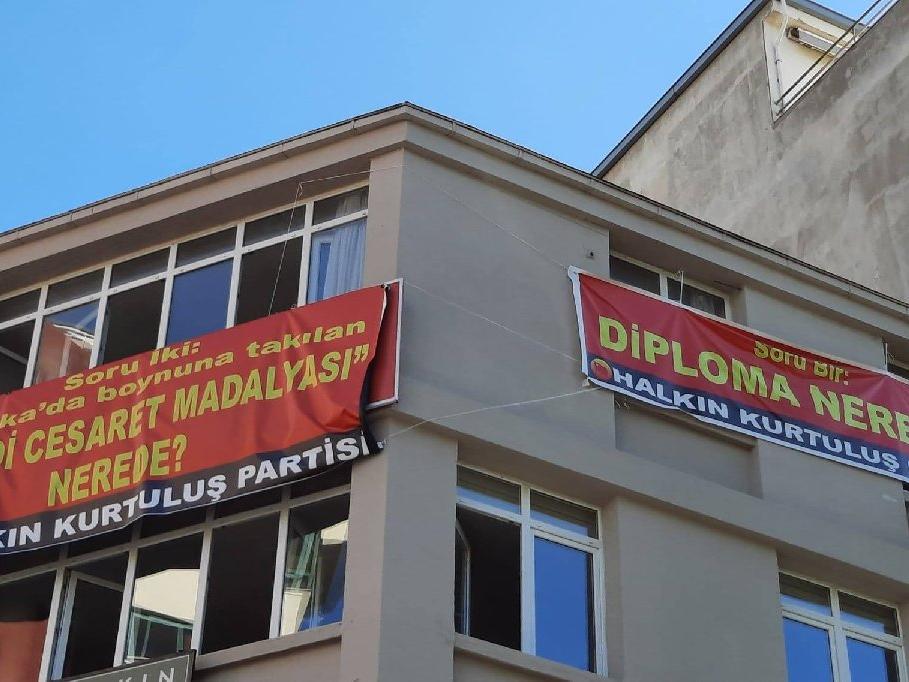 Soru İki:
ka'da boynuna takılan
Dİ CESARET MADALYASI"
NEREDE?
KIN KURTULUŞ PARTİSİ
Soru Bir:
DİPLOMA NERE
HALKIN KURTULUŞ
KIN